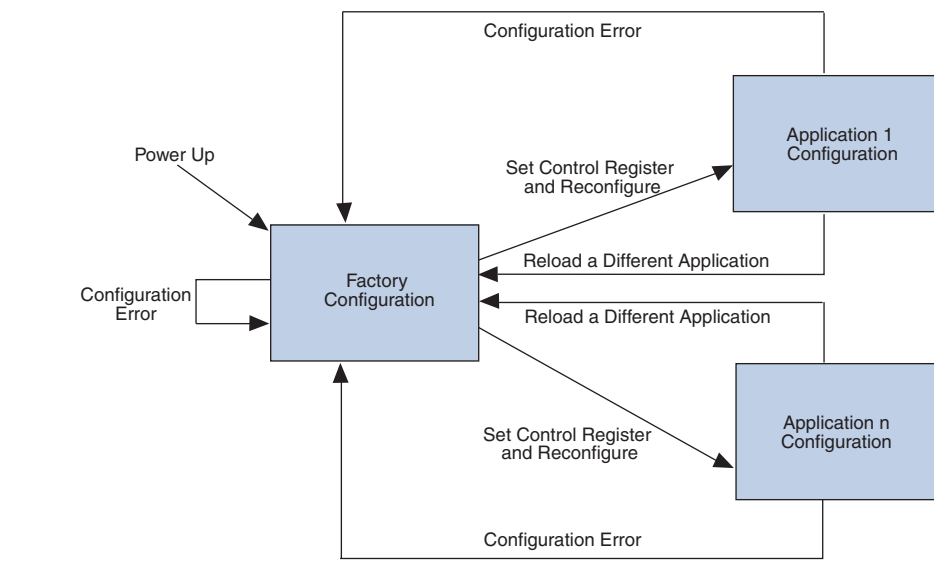 Configuration Error
Application 1
Configuration
Power Up
Set Control Register
and Reconfigure
Reload a Different Application
Factory
Configuration
Configuration
Error
Reload a Different Application
Application n
Configuration
Set Control Register
and Reconfigure
Configuration Error